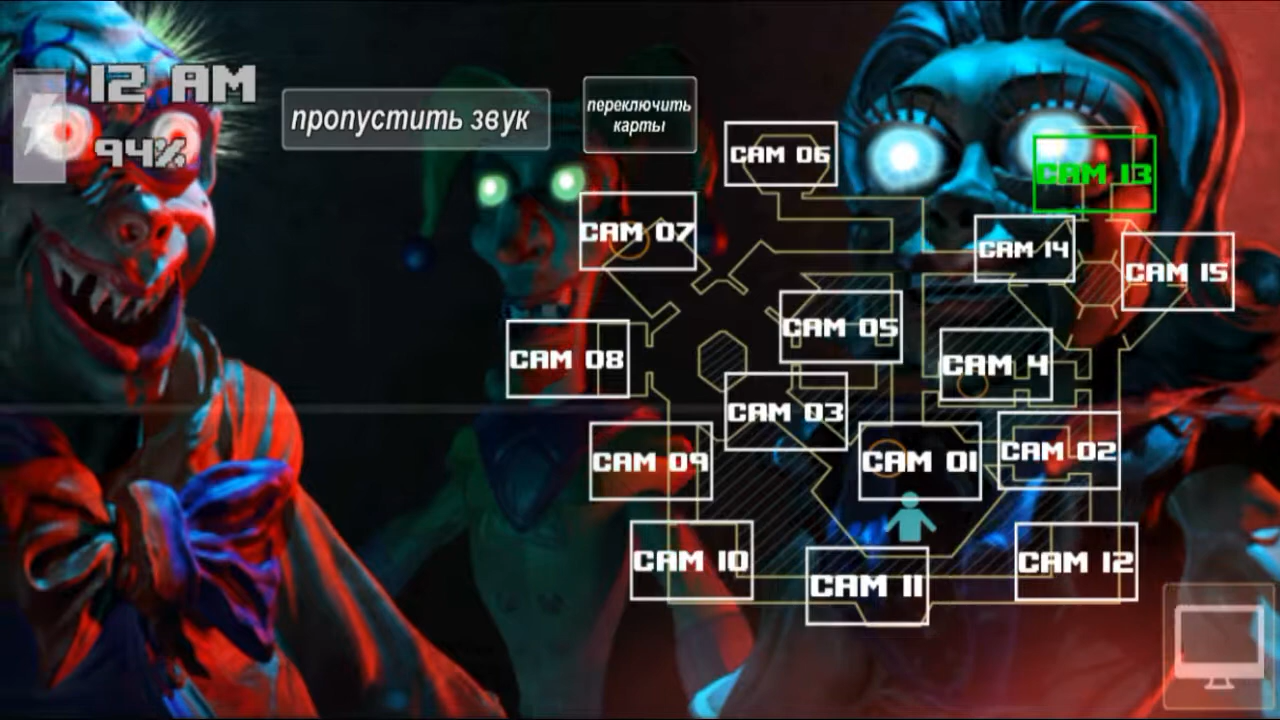 12 AM
94%
пропустить звук
переключить
карты
CAM 06
CAM 13
CAM 07
CAM 14
CAM 15
CAM 05
CAM 08
CAM 4
CAM 03
CAM 09
CAM 01
CAM 02
CAM 10
CAM 11
CAM 12